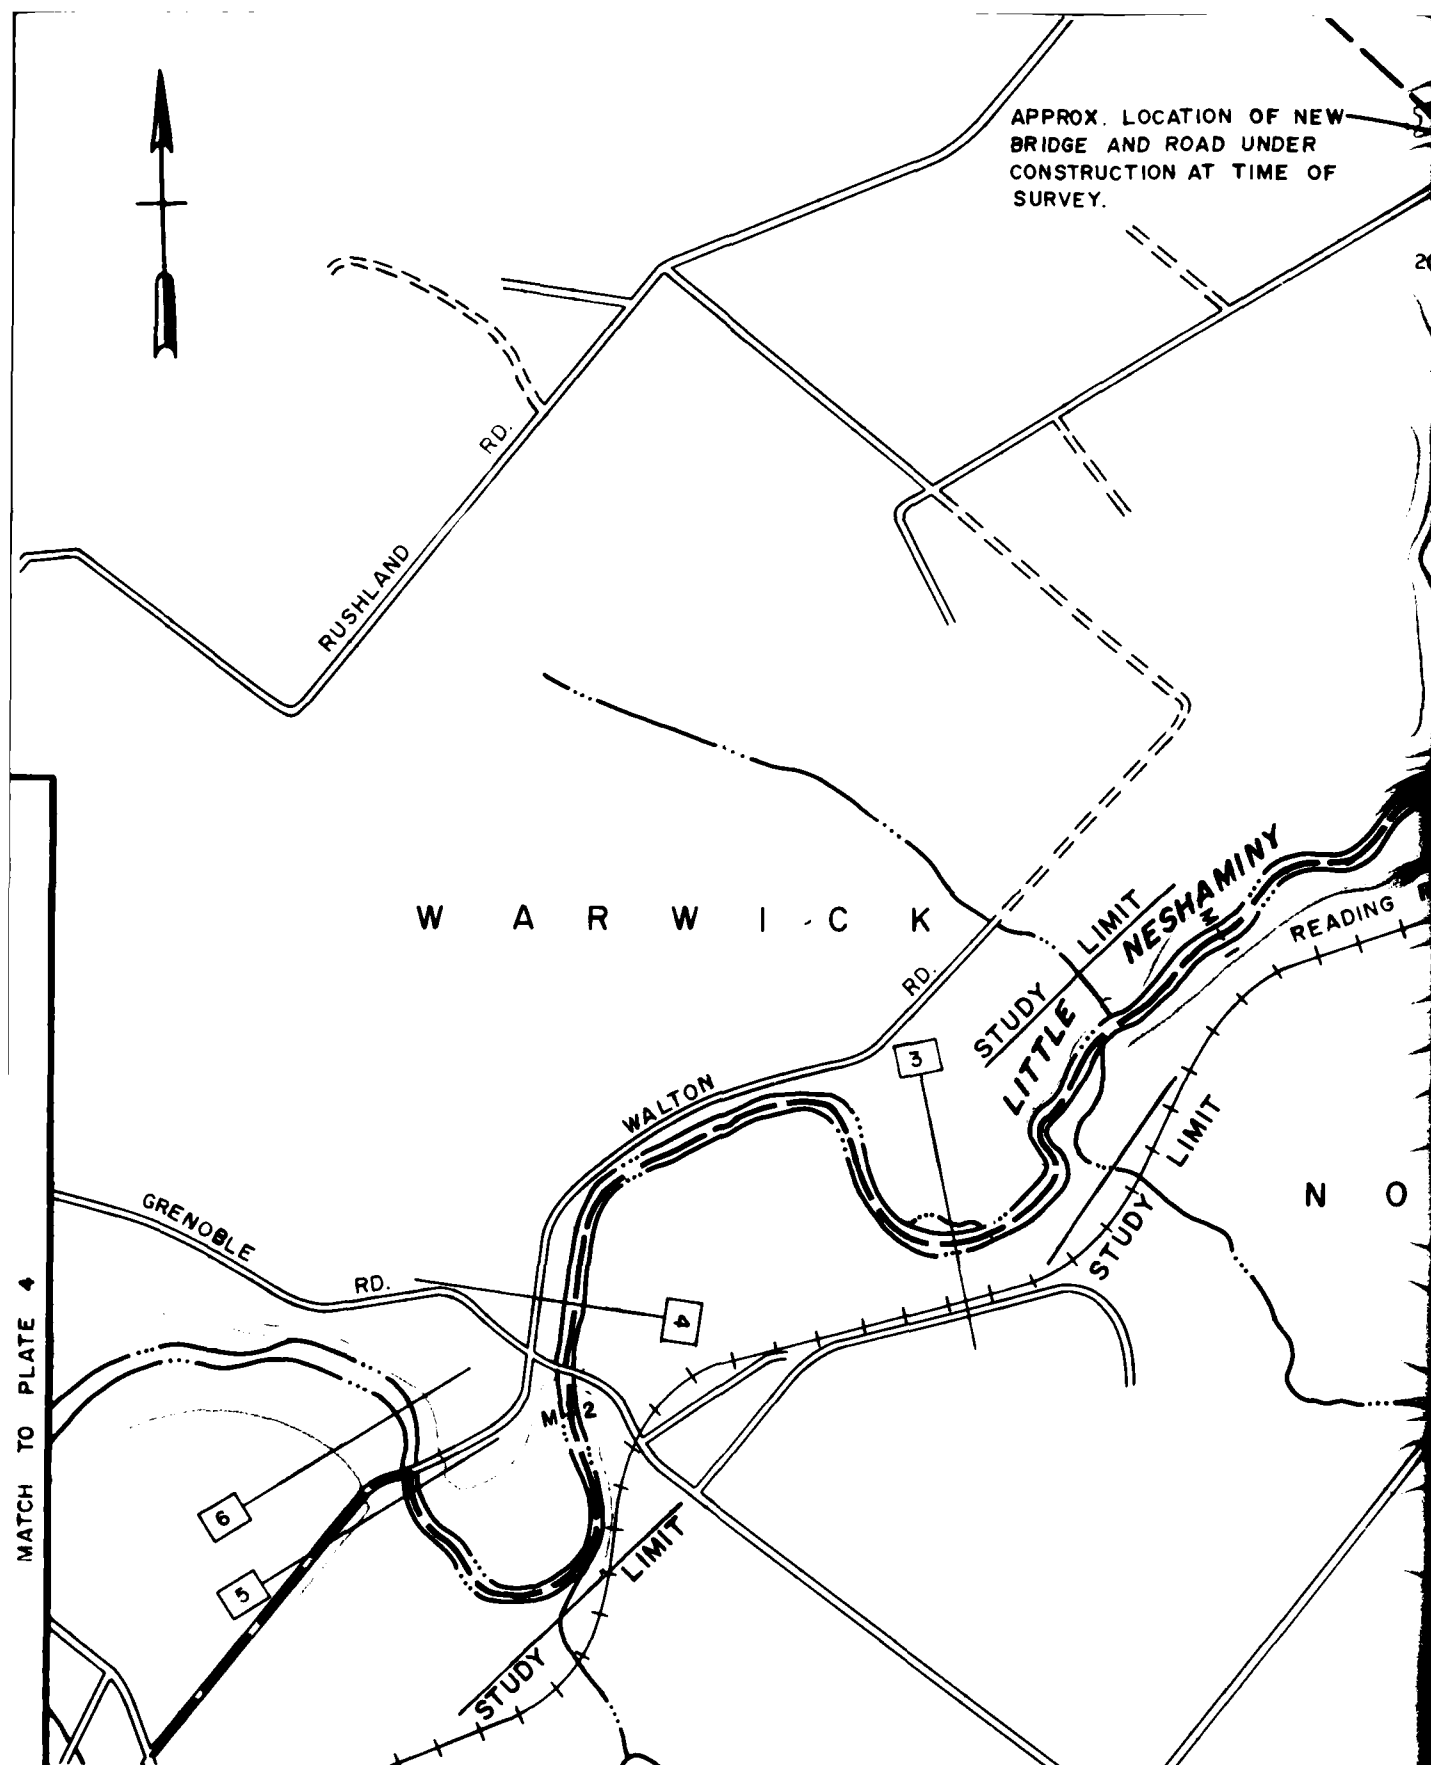 APPROX. LOCATION OF NEW
BRIDGE AND ROAD UNDER
CONSTRUCTION AT TIME OF
SURVEY.
RUSHLAND RD.
WARWICK
STUDY LIMIT
LITTLE NESHAMINY
M
READING
WALTON RD.
3
STUDY LIMIT
N O
GRENOBLE RD.
4
M 2
6
5
STUDY LIMIT
MATCH TO PLATE 4